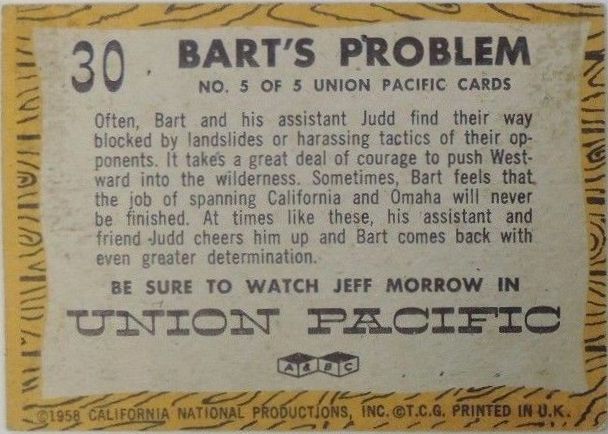 30
BART'S PROBLEM
NO. 5 OF 5 UNION PACIFIC CARDS
Often, Bart and his assistant Judd find their way
blocked by landslides or harassing tactics of their op-
ponents. It takes a great deal of courage to push West-
ward into the wilderness. Sometimes, Bart feels that
the job of spanning California and Omaha will never
be finished. At times like these, his assistant and
friend Judd cheers him up and Bart comes back with
even greater determination.
BE SURE TO WATCH JEFF MORROW IN
UNION PACIFIC
A & B C
©1958 CALIFORNIA NATIONAL PRODUCTIONS, INC. ©T.C.G. PRINTED IN U.K.